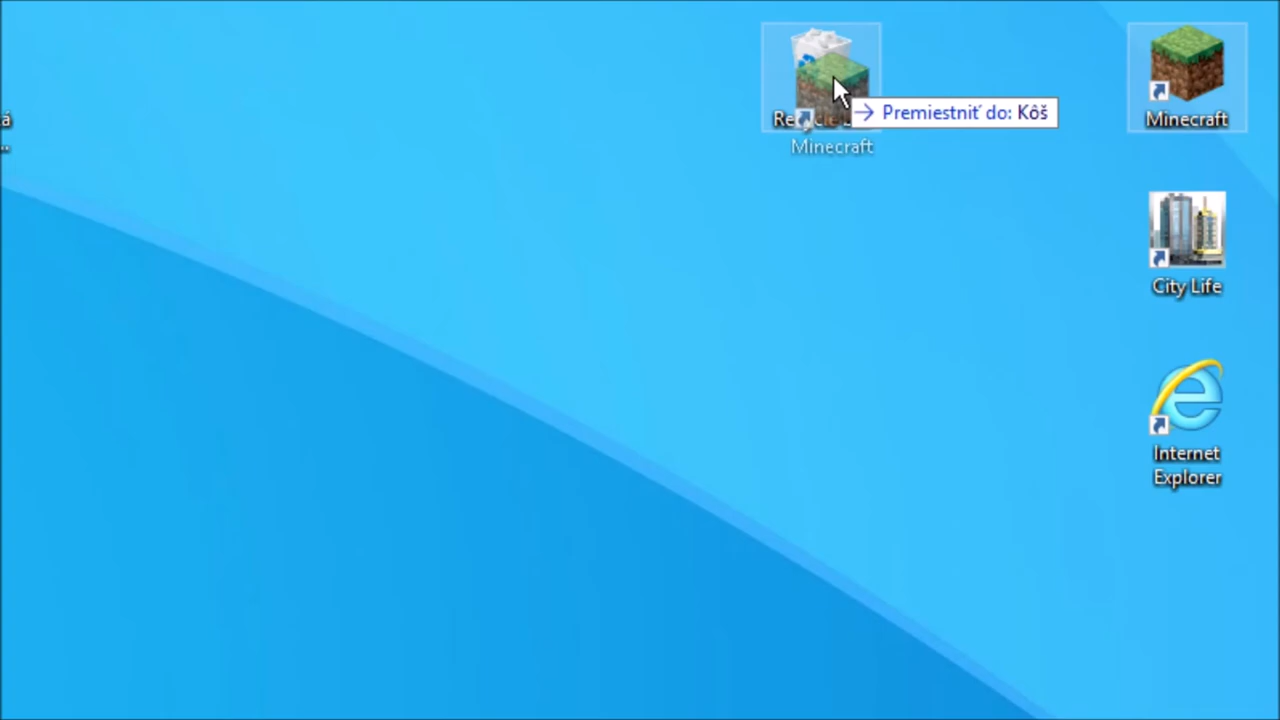 á
...
Premiestniť do: Kôš
Minecraft
Minecraft
City Life
Internet
Explorer